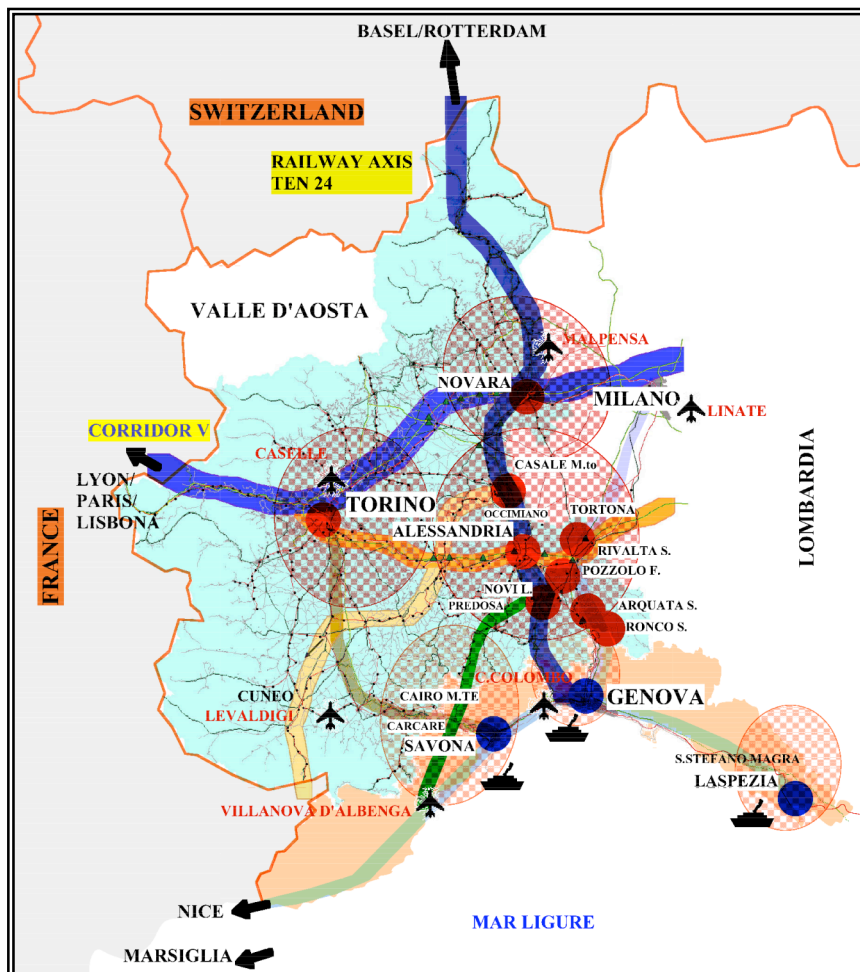 BASEL/ROTTERDAM
SWITZERLAND
RAILWAY AXIS
TEN 24
VALLE D'AOSTA
MALPENSA
NOVARA
MILANO
LINATE
CORRIDOR V
CASELLE
LYON/
PARIS/
LISBONA
CASALE M.to
TORINO
OCCIMIANO
TORTONA
ALESSANDRIA
RIVALTA S.
POZZOLO F.
LOMBARDIA
FRANCE
NOVI L.
PREDOSA
ARQUATA S.
RONCO S.
C.COLOMBO
CUNEO
CAIRO M.TE
GENOVA
LEVALDIGI
CARCARE
SAVONA
S.STEFANO MAGRA
LASPEZIA
VILLANOVA D'ALBENGA
NICE
MAR LIGURE
MARSIGLIA